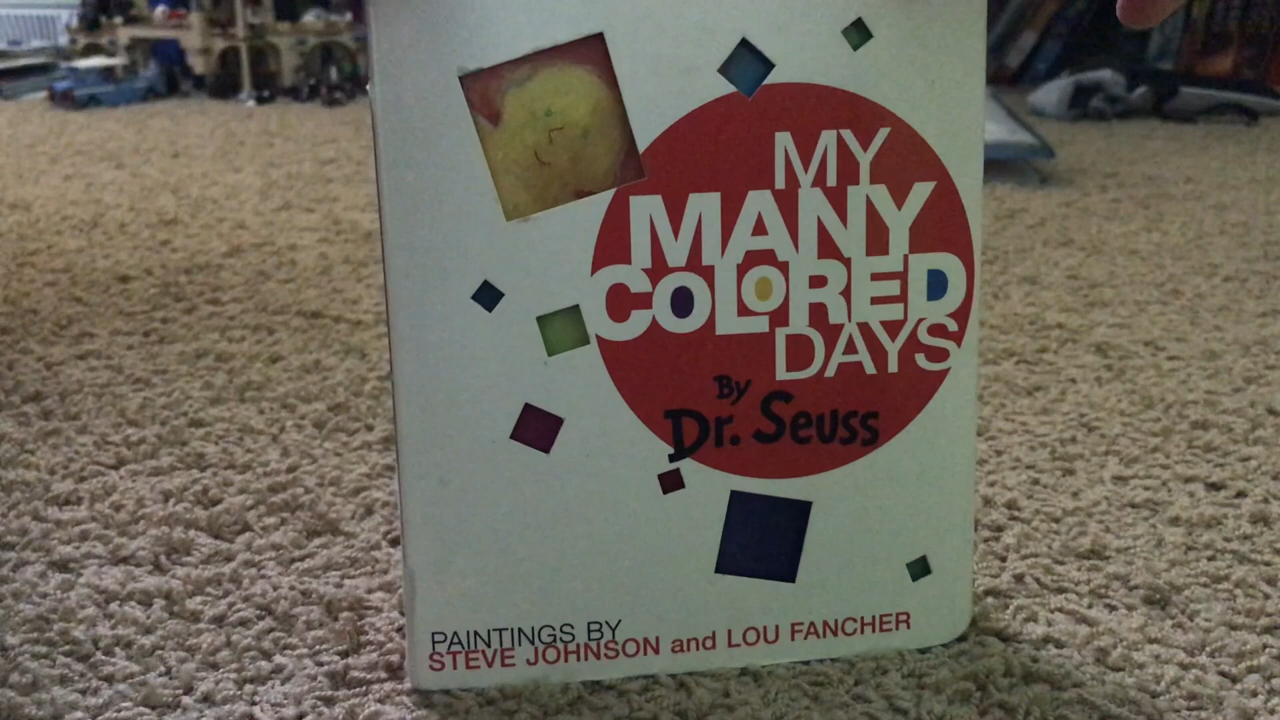 MY
MANY
COLORED
DAYS
By
Dr. Seuss
PAINTINGS BY
STEVE JOHNSON and LOU FANCHER